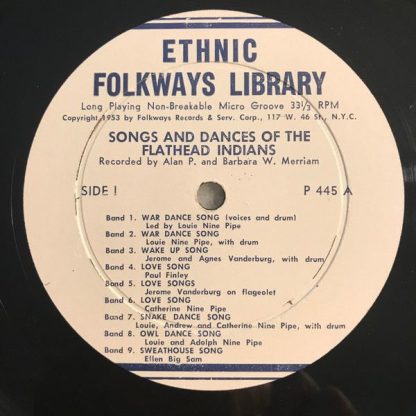 ETHNIC
FOLKWAYS LIBRARY
Long Playing Non-Breakable Micro Groove 33⅓ RPM
Copyright 1953 by Folkways Records & Serv. Corp., 117 W. 46 St., N.Y.C.
SONGS AND DANCES OF THE
FLATHEAD INDIANS
Recorded by Alan P. and Barbara W. Merriam
SIDE I P 445 A
Band 1. WAR DANCE SONG (voices and drum)
Led by Louie Nine Pipe
Band 2. WAR DANCE SONG
Louie Nine Pipe, with drum
Band 3. WAKE UP SONG
Jerome and Agnes Vanderburg, with drum
Band 4. LOVE SONG
Paul Finley
Band 5. LOVE SONGS
Jerome Vanderburg on flageolet
Band 6. LOVE SONG
Catherine Nine Pipe
Band 7. SNAKE DANCE SONG
Louie, Andrew and Catherine Nine Pipe, with drum
Band 8. OWL DANCE SONG
Louie and Adolph Nine Pipe
Band 9. SWEATHOUSE SONG
Ellen Big Sam